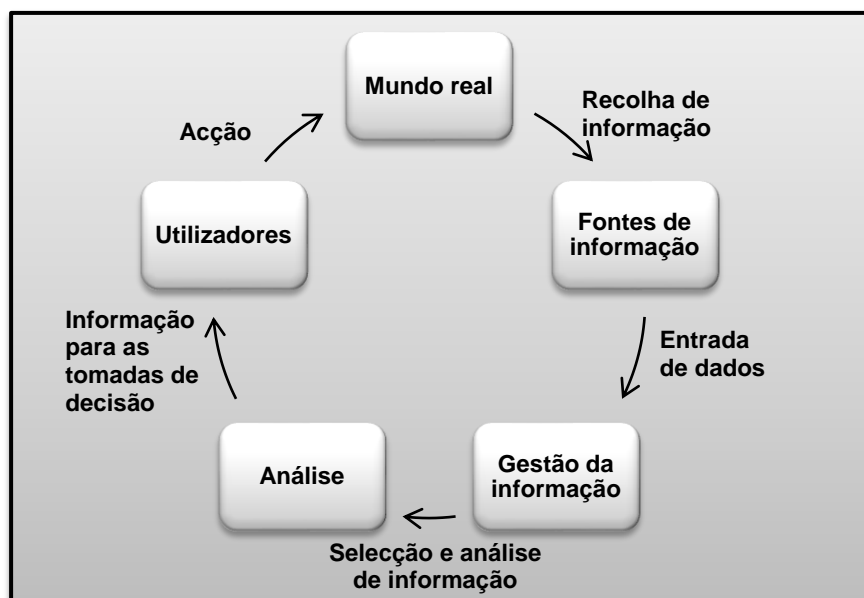 Mundo real
Recolha de
informação
Fontes de
informação
Entrada
de dados
Gestão da
informação
Selecção e análise
de informação
Análise
Informação
para as
tomadas de
decisão
Utilizadores
Acção